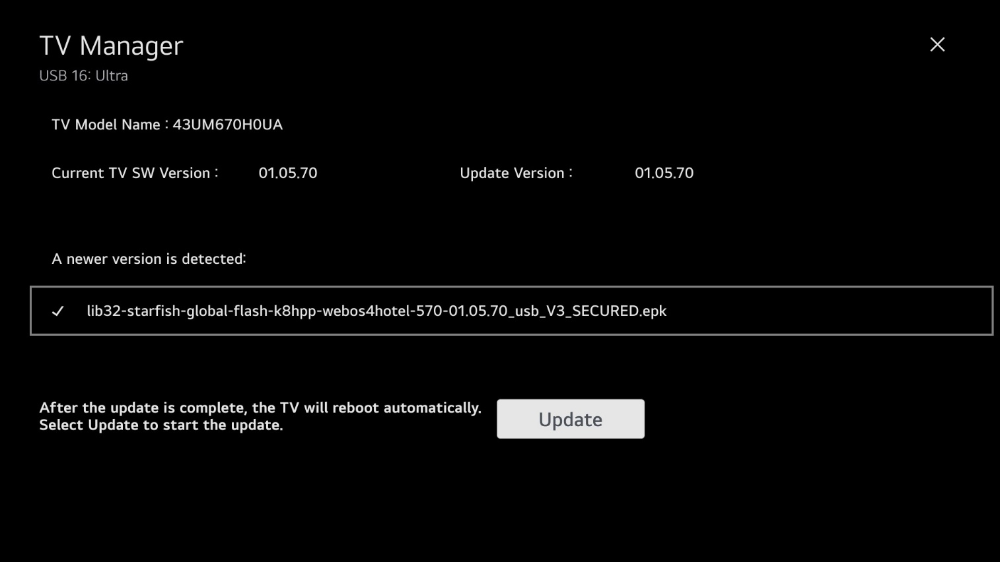 TV Manager
USB 16: Ultra
TV Model Name : 43UM670H0UA
Current TV SW Version : 01.05.70 Update Version : 01.05.70
A newer version is detected:
lib32-starfish-global-flash-k8hpp-webos4hotel-570-01.05.70_usb_V3_SECURED.epk
After the update is complete, the TV will reboot automatically.
Select Update to start the update.
Update